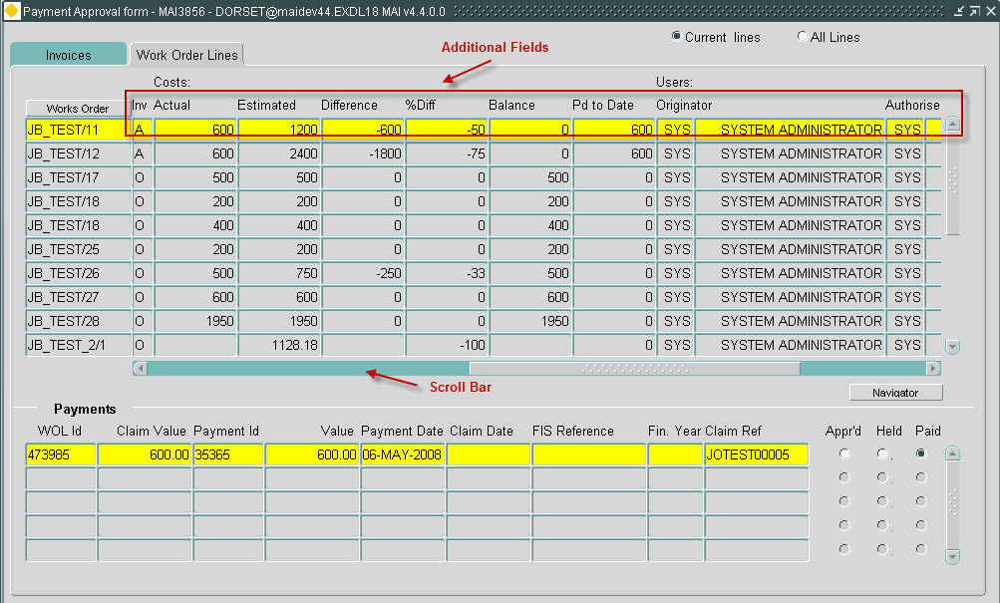 Payment Approval form - MAI3856 - DORSET@maidev44.EXDL18 MAI v4.4.0.0
Current lines All Lines
Invoices Work Order Lines
Additional Fields
Costs: Users:
Works Order Inv Actual Estimated Difference %Diff Balance Pd to Date Originator Authorise
JB_TEST/11 A 600 1200 -600 -50 0 600 SYS SYSTEM ADMINISTRATOR SYS
JB_TEST/12 A 600 2400 -1800 -75 0 600 SYS SYSTEM ADMINISTRATOR SYS
JB_TEST/17 O 500 500 0 0 500 0 SYS SYSTEM ADMINISTRATOR SYS
JB_TEST/18 O 200 200 0 0 200 0 SYS SYSTEM ADMINISTRATOR SYS
JB_TEST/18 O 400 400 0 0 400 0 SYS SYSTEM ADMINISTRATOR SYS
JB_TEST/25 O 200 200 0 0 200 0 SYS SYSTEM ADMINISTRATOR SYS
JB_TEST/26 O 500 750 -250 -33 500 0 SYS SYSTEM ADMINISTRATOR SYS
JB_TEST/27 O 600 600 0 0 600 0 SYS SYSTEM ADMINISTRATOR SYS
JB_TEST/28 O 1950 1950 0 0 1950 0 SYS SYSTEM ADMINISTRATOR SYS
JB_TEST_2/1 O 1128.18 -100 0 SYS SYSTEM ADMINISTRATOR SYS
Scroll Bar
Navigator
Payments
WOL Id Claim Value Payment Id Value Payment Date Claim Date FIS Reference Fin. Year Claim Ref Appr'd Held Paid
473985 600.00 35365 600.00 06-MAY-2008 JOTEST00005